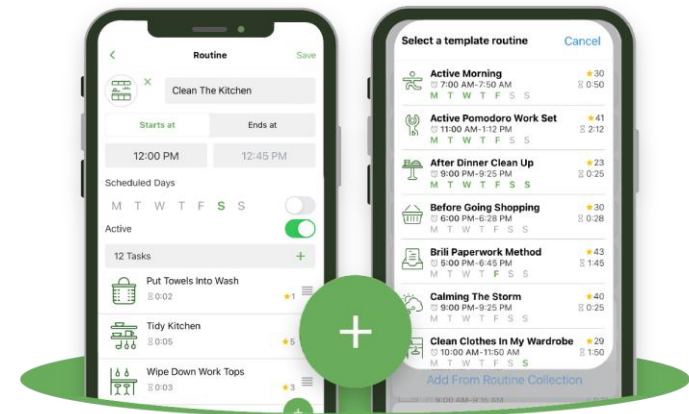 Routine
Save
Clean The Kitchen
Starts at
Ends at
12:00 PM
12:45 PM
Scheduled Days
M T W T F S S
Active
12 Tasks
+
Put Towels Into Wash
0:02
★1
Tidy Kitchen
0:05
★5
Wipe Down Work Tops
0:03
★3
+
Select a template routine
Cancel
Active Morning
★30
7:00 AM-7:50 AM
0:50
M T W T F S S
Active Pomodoro Work Set
★41
11:00 AM-1:12 PM
2:12
M T W T F S S
After Dinner Clean Up
★23
9:00 PM-9:25 PM
0:25
M T W T F S S
Before Going Shopping
★30
6:00 PM-6:28 PM
0:28
M T W T F S S
Brili Paperwork Method
★43
5:00 PM-6:45 PM
1:45
M T W T F S S
Calming The Storm
★40
9:00 PM-9:25 PM
0:25
M T W T F S S
Clean Clothes In My Wardrobe
★29
10:00 AM-11:50 AM
1:50
M T W T F S S
Add From Routine Collection